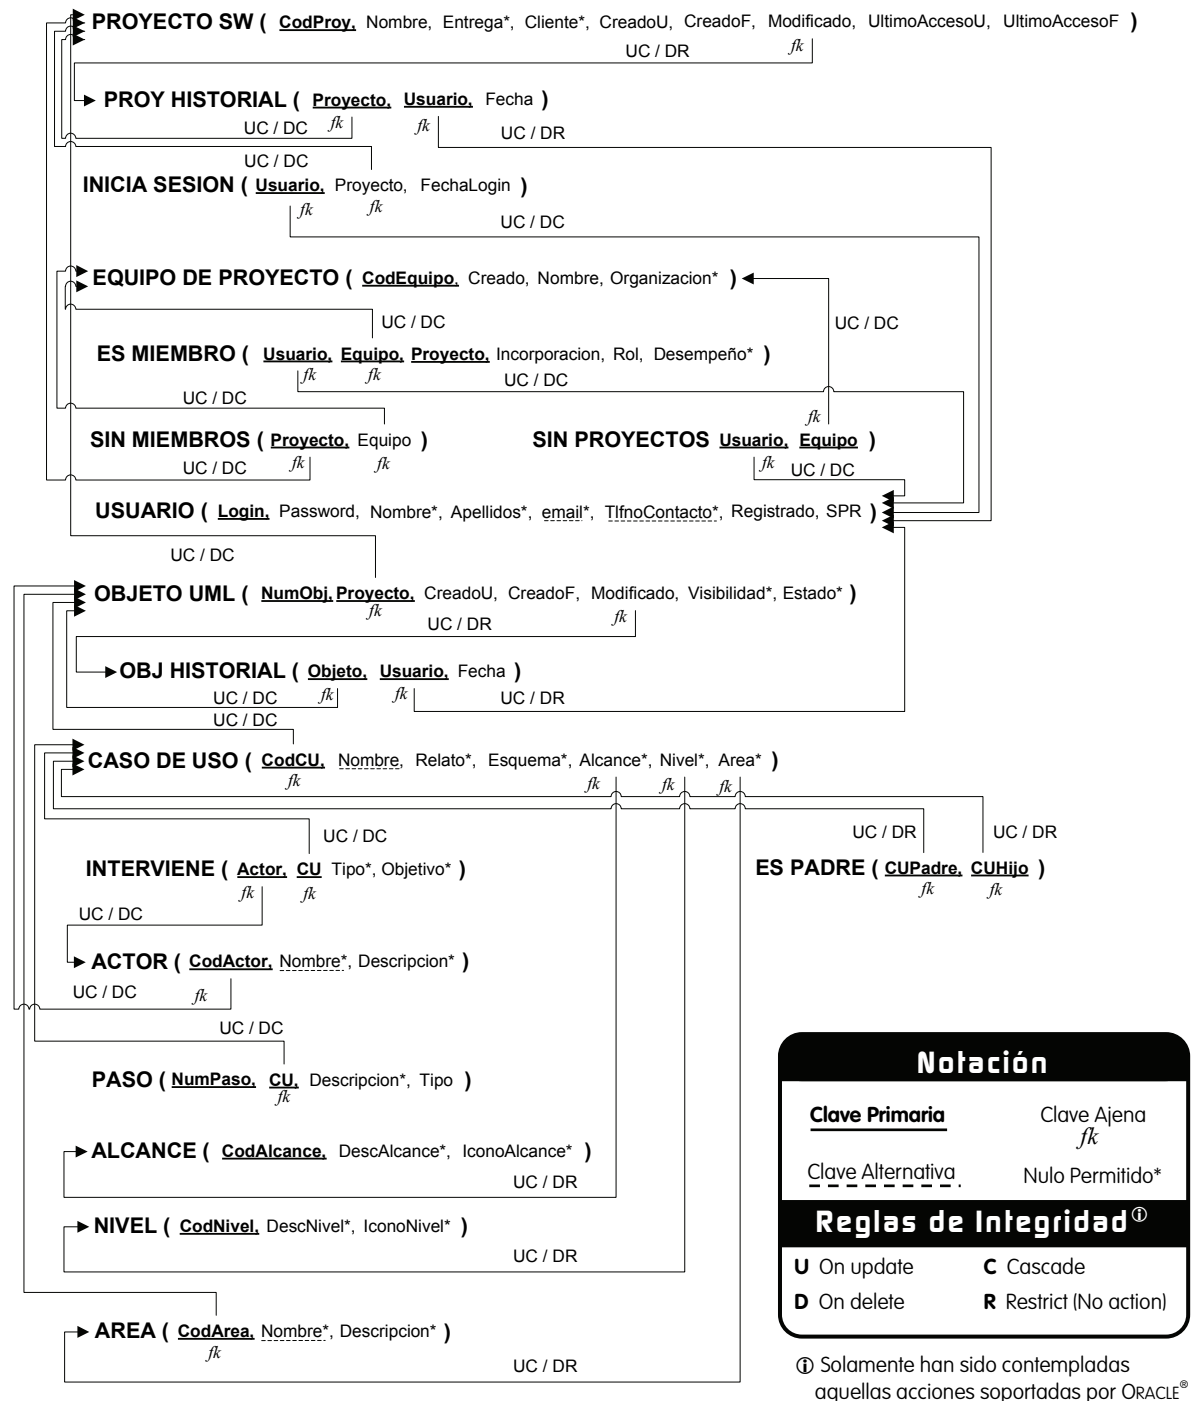 PROYECTO SW ( CodProy, Nombre, Entrega*, Cliente*, CreadoU, CreadoF, Modificado, UltimoAccesoU, UltimoAccesoF )
UC / DR fk
PROY HISTORIAL ( Proyecto, Usuario, Fecha )
UC / DC fk fk UC / DR
UC / DC
INICIA SESION ( Usuario, Proyecto, FechaLogin )
fk fk
UC / DC
EQUIPO DE PROYECTO ( CodEquipo, Creado, Nombre, Organizacion* )
UC / DC UC / DC
ES MIEMBRO ( Usuario, Equipo, Proyecto, Incorporacion, Rol, Desempeño* )
fk fk UC / DC
UC / DC
fk
SIN MIEMBROS ( Proyecto, Equipo ) SIN PROYECTOS Usuario, Equipo )
UC / DC fk fk fk UC / DC
USUARIO ( Login, Password, Nombre*, Apellidos*, email*, TlfnoContacto*, Registrado, SPR )
UC / DC
OBJETO UML ( NumObj, Proyecto, CreadoU, CreadoF, Modificado, Visibilidad*, Estado* )
fk UC / DR fk
OBJ HISTORIAL ( Objeto, Usuario, Fecha )
UC / DC fk fk UC / DR
UC / DC
CASO DE USO ( CodCU, Nombre, Relato*, Esquema*, Alcance*, Nivel*, Area* )
fk fk fk fk
UC / DC UC / DR UC / DR
INTERVIENE ( Actor, CU Tipo*, Objetivo* ) ES PADRE ( CUPadre, CUHijo )
fk fk fk fk
UC / DC
ACTOR ( CodActor, Nombre*, Descripcion* )
UC / DC fk
UC / DC
PASO ( NumPaso, CU, Descripcion*, Tipo )
fk
ALCANCE ( CodAlcance, DescAlcance*, IconoAlcance* )
UC / DR
NIVEL ( CodNivel, DescNivel*, IconoNivel* )
UC / DR
AREA ( CodArea, Nombre*, Descripcion* )
fk
UC / DR
Notación
Clave Primaria Clave Ajena
fk
Clave Alternativa Nulo Permitido*
Reglas de Integridad ⓘ
U On update C Cascade
D On delete R Restrict (No action)
ⓘ Solamente han sido contempladas
aquellas acciones soportadas por ORACLE®